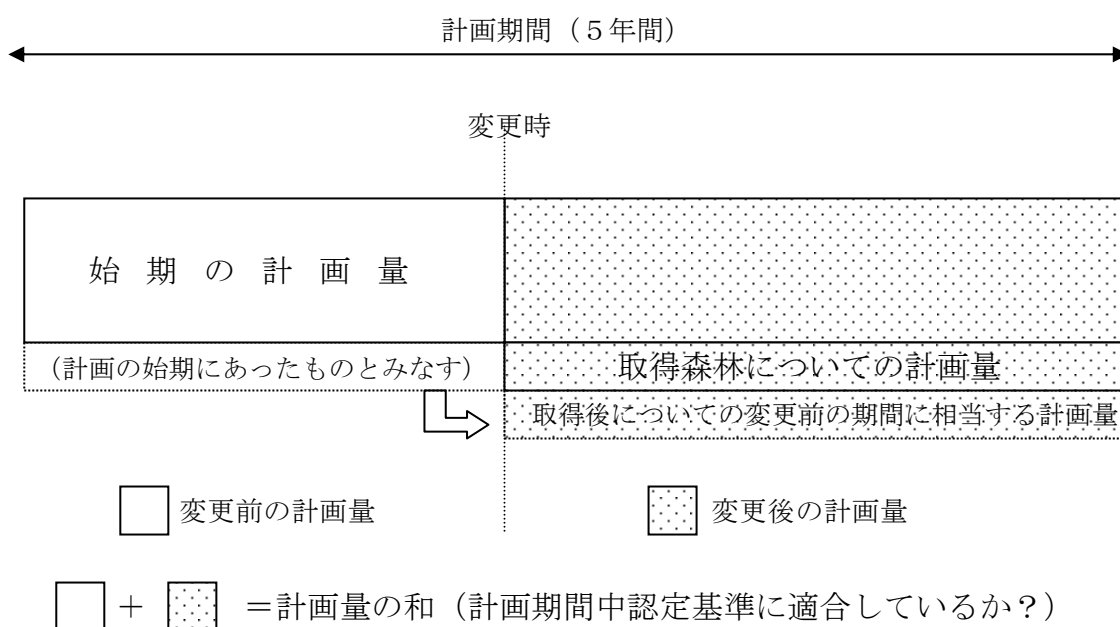 計画期間(5年間)
変更時
始期の計画量
(計画の始期にあったものとみなす)
取得森林についての計画量
取得後についての変更前の期間に相当する計画量
変更前の計画量
変更後の計画量
+ =計画量の和(計画期間中認定基準に適合しているか?)